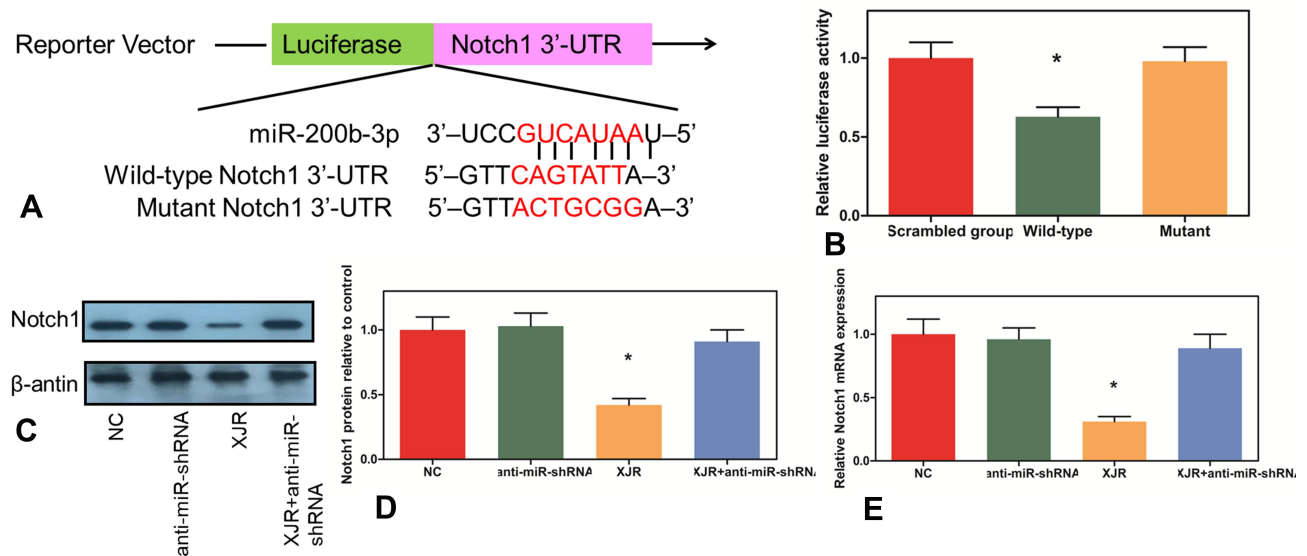 Reporter Vector
Luciferase
Notch1 3’-UTR
miR-200b-3p 3’–UCCGUCAUAAU–5’
Wild-type Notch1 3’-UTR 5’–GTTCAGTATTA–3’
Mutant Notch1 3’-UTR 5’–GTTACTGCGGA–3’
A
Relative luciferase activity
1.0
0.5
0.0
*
Scrambled group
Wild-type
Mutant
B
Notch1
β-antin
NC
anti-miR-shRNA
XJR
XJR+anti-miR-
shRNA
C
Notch1 protein relative to control
1.0
0.5
0.0
*
NC
anti-miR-shRNA
XJR
XJR+anti-miR-shRNA
D
Relative Notch1 mRNA expression
1.0
0.5
0.0
*
NC
anti-miR-shRNA
XJR
XJR+anti-miR-shRNA
E